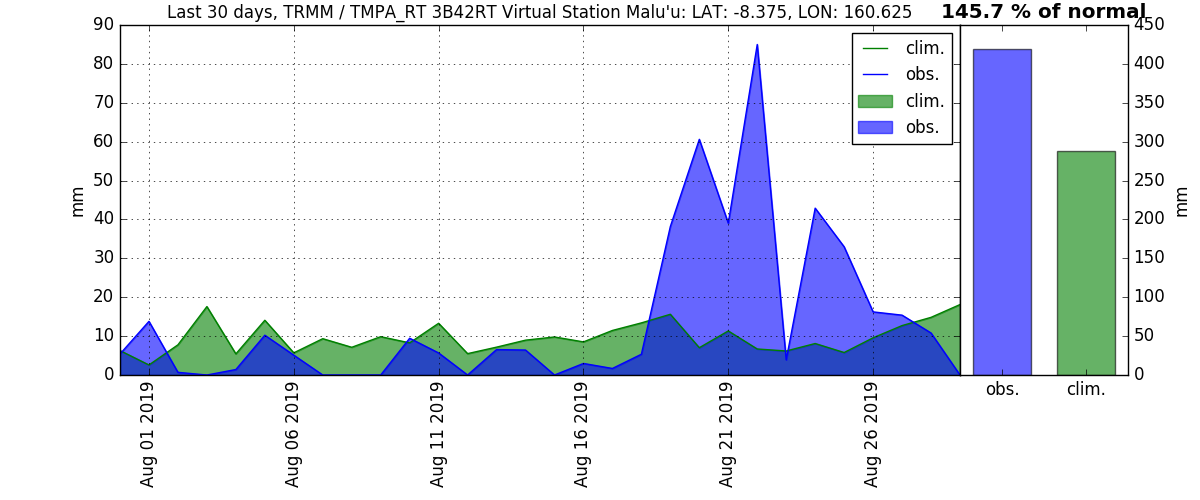 Last 30 days, TRMM / TMPA_RT 3B42RT Virtual Station Malu'u: LAT: -8.375, LON: 160.625
145.7 % of normal
90
80
70
60
50
40
30
20
10
0
mm
clim.
obs.
clim.
obs.
Aug 01 2019
Aug 06 2019
Aug 11 2019
Aug 16 2019
Aug 21 2019
Aug 26 2019
450
400
350
300
250
200
150
100
50
0
mm
obs.
clim.